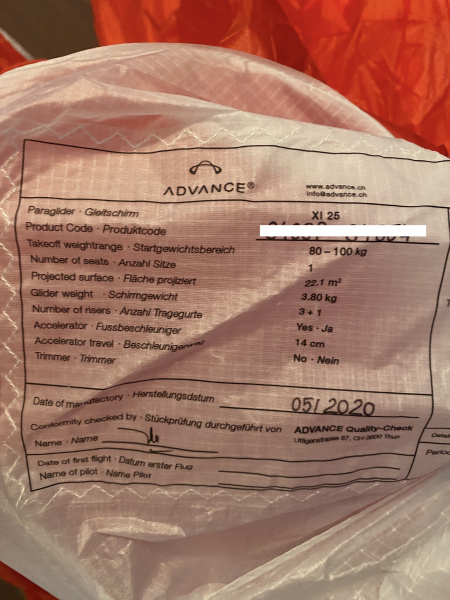 ADVANCE®
www.advance.ch
info@advance.ch
Paraglider · Gleitschirm XI 25
Product Code · Produktcode
Takeoff weightrange · Startgewichtsbereich 80 – 100 kg
Number of seats · Anzahl Sitze 1
Projected surface · Fläche projiziert 22.1 m²
Glider weight · Schirmgewicht 3.80 kg
Number of risers · Anzahl Tragegurte 3 + 1
Accelerator · Fussbeschleuniger Yes · Ja
Accelerator travel · Beschleunigerweg 14 cm
Trimmer · Trimmer No · Nein
Date of manufactory · Herstellungsdatum 05/2020
Conformity checked by · Stückprüfung durchgeführt von ADVANCE Quality-Check
Uttigenstrasse 87, CH-3600 Thun
Name · Name
Date of first flight · Datum erster Flug
Name of pilot · Name Pilot